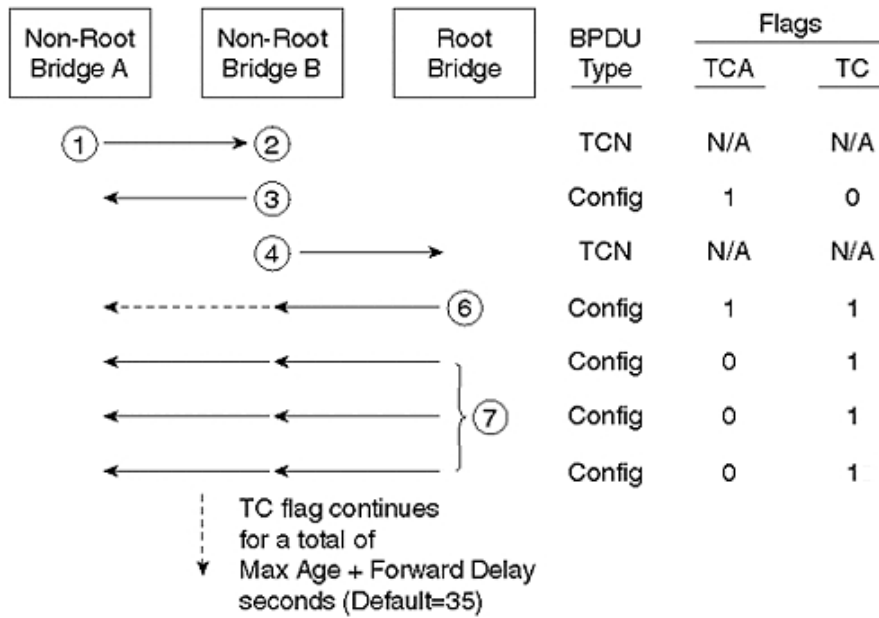 Non-Root Bridge A
Non-Root Bridge B
Root Bridge
BPDU Type
Flags
TCA
TC
1
2
TCN N/A N/A
3
Config 1 0
4
TCN N/A N/A
6
Config 1 1
Config 0 1
7
Config 0 1
Config 0 1
TC flag continues
for a total of
Max Age + Forward Delay
seconds (Default=35)